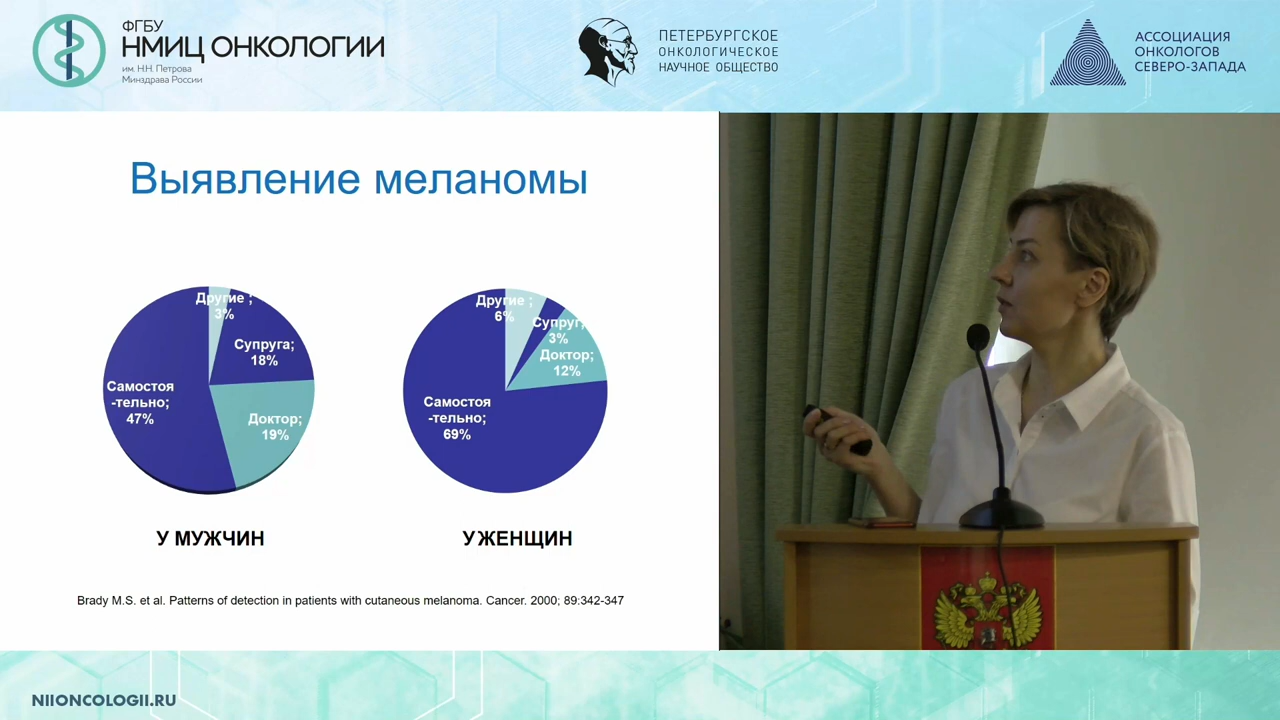 ФГБУ
НМИЦ ОНКОЛОГИИ
им. Н.Н. Петрова
Минздрава России
ПЕТЕРБУРГСКОЕ
ОНКОЛОГИЧЕСКОЕ
НАУЧНОЕ ОБЩЕСТВО
АССОЦИАЦИЯ
ОНКОЛОГОВ
СЕВЕРО-ЗАПАДА
Выявление меланомы
Другие ;
3%
Супруга;
18%
Самостоя
-тельно;
47%
Доктор;
19%
У МУЖЧИН
Другие ;
6%
Супруг;
3%
Доктор;
12%
Самостоя
-тельно;
69%
У ЖЕНЩИН
Brady M.S. et al. Patterns of detection in patients with cutaneous melanoma. Cancer. 2000; 89:342-347
NIIONCOLOGII.RU